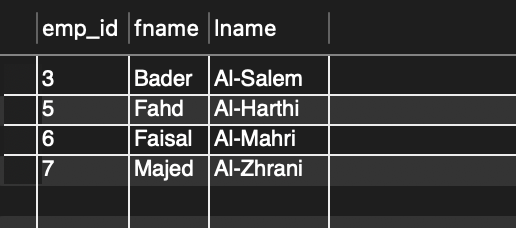 emp_id fname lname
3 Bader Al-Salem
5 Fahd Al-Harthi
6 Faisal Al-Mahri
7 Majed Al-Zhrani